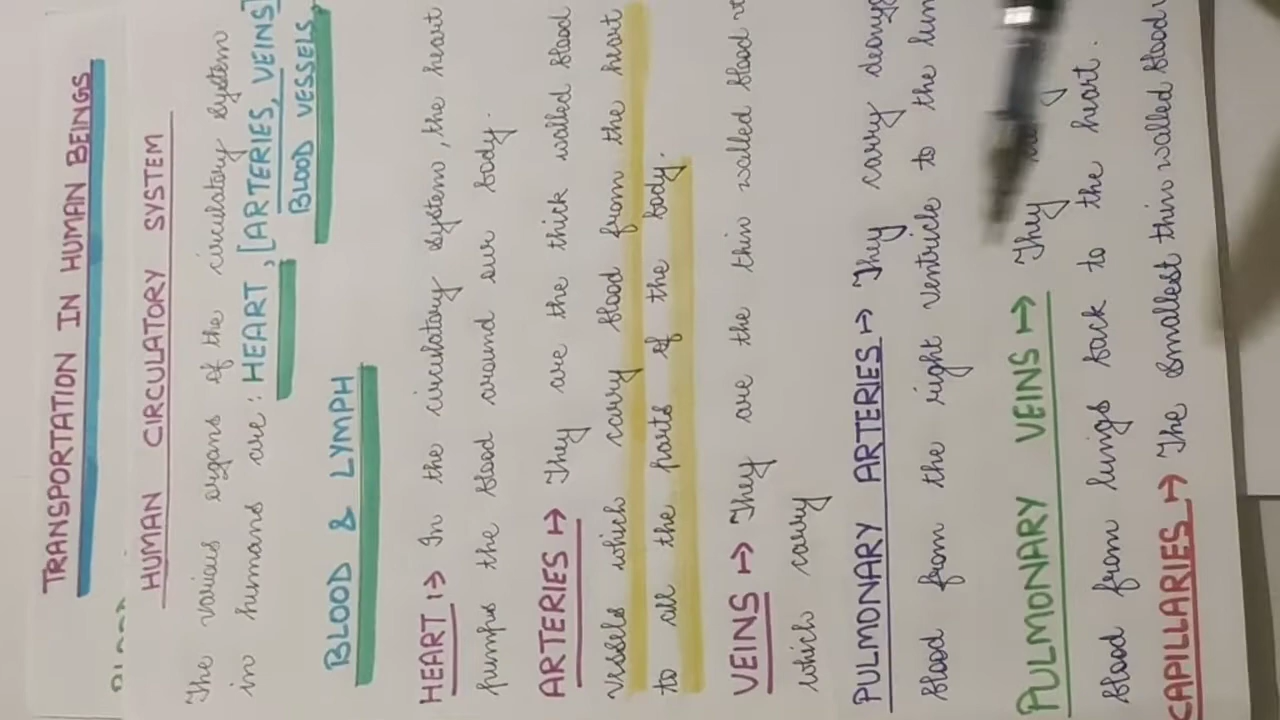 TRANSPORTATION IN HUMAN BEINGS
HUMAN CIRCULATORY SYSTEM
The various organs of the circulatory system
in humans are: HEART, [ARTERIES, VEINS]
BLOOD VESSELS,
BLOOD & LYMPH
HEART ↦ In the circulatory system, the heart
pumps the blood around our body.
ARTERIES ↦ They are the thick walled blood
vessels which carry blood from the heart
to all the parts of the body.
VEINS ↦ They are the thin walled blood
which carry
PULMONARY ARTERIES ↦ They carry
blood from the right ventricle to the
PULMONARY VEINS ↦ They
blood from lungs back to the heart.
CAPILLARIES ↦ The smallest thin walled blood